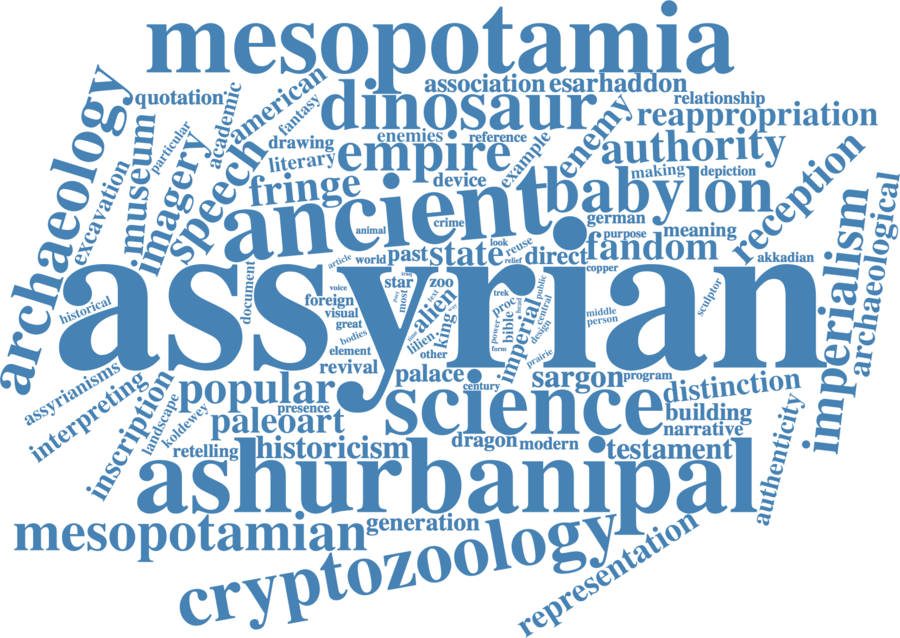 mesopotamia
association
esarhaddon
archaeology
quotation
academic
american
fantasy
dinosaur
relationship
reappropriation
particular
museum
imagery
speech
drawing
enemies
reference
enemy
authority
excavation
literary
empire
device
example
making
depiction
fringe
ancient
babylon
reception
crime
animal
german
purpose
meaning
imperialism
archaeological
article
world
past
state
look
reuse
relief
direct
fandom
akkadian
copper
assyrian
document
historical
voice
foreign
visual
great
bodies
element
revival
star
most
zoo
alien
text
king
lilien
other
trek
proc
power
bible
head
form
imperial
public
central
design
prairie
middle
person
sculptor
assyrianisms
interpreting
inscription
landscape
koldewey
popular
presence
paleoart
palace
century
science
sargon
program
distinction
building
narrative
authenticity
retelling
historicism
dragon
modern
testament
ashurbanipal
mesopotamian
generation
cryptozoology
representation